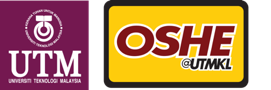 UTM
UNIVERSITI TEKNOLOGI MALAYSIA
OSHE
@UTMKL